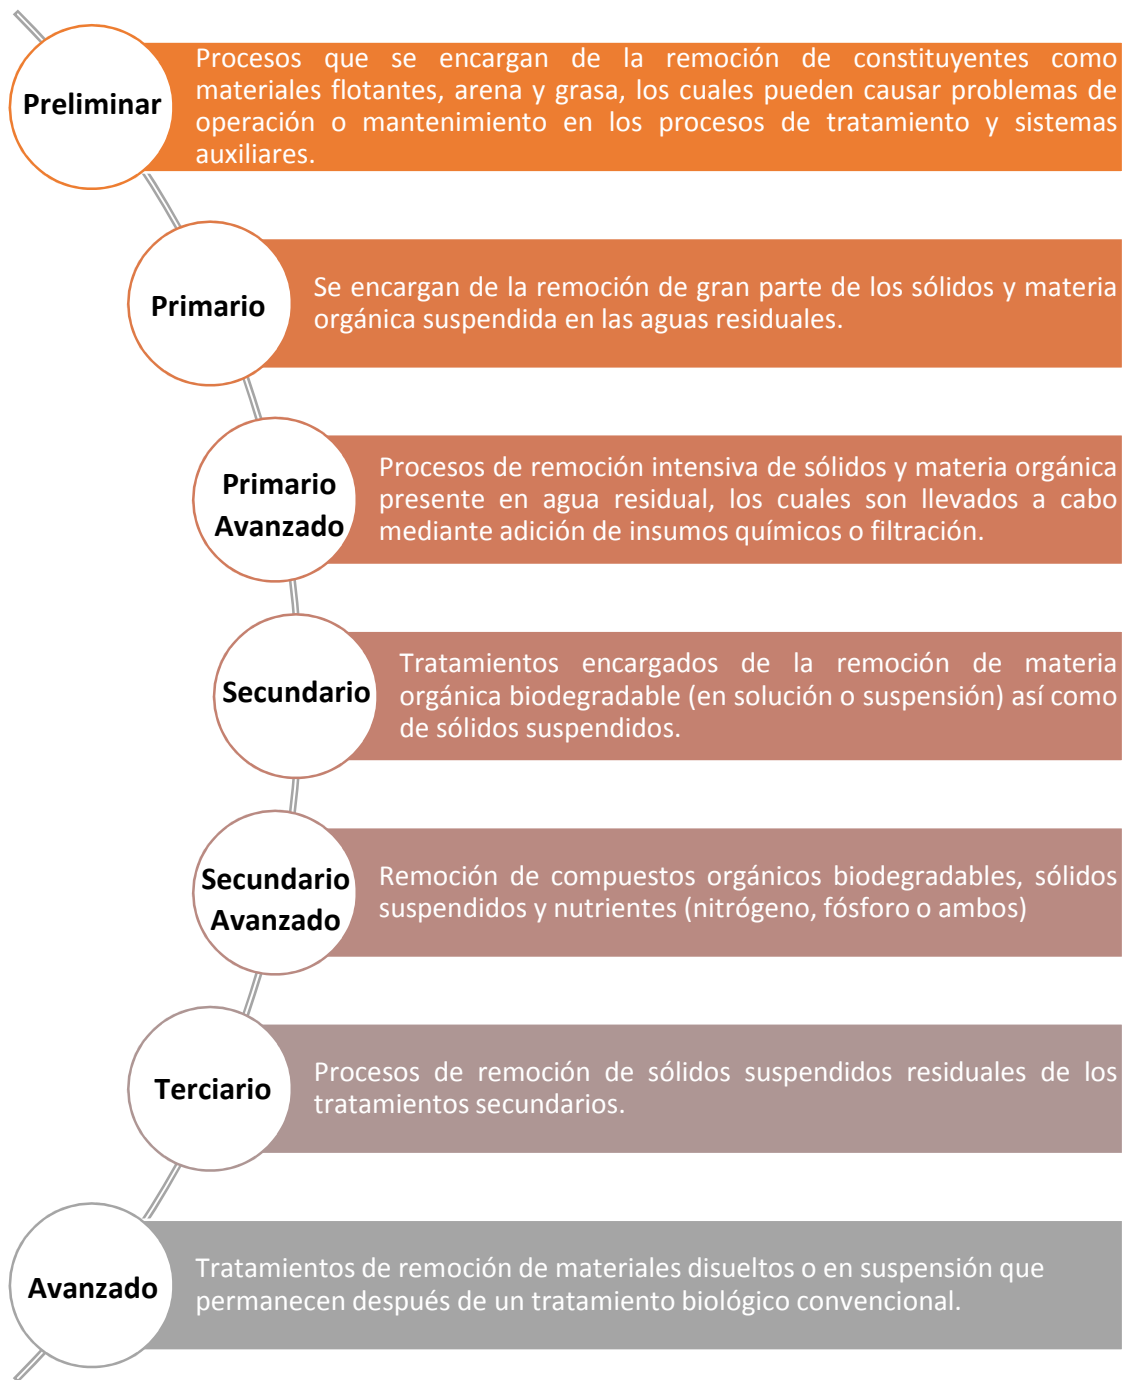 Preliminar
Procesos que se encargan de la remoción de constituyentes como
materiales flotantes, arena y grasa, los cuales pueden causar problemas de
operación o mantenimiento en los procesos de tratamiento y sistemas
auxiliares.
Primario
Se encargan de la remoción de gran parte de los sólidos y materia
orgánica suspendida en las aguas residuales.
Primario
Avanzado
Procesos de remoción intensiva de sólidos y materia orgánica
presente en agua residual, los cuales son llevados a cabo
mediante adición de insumos químicos o filtración.
Secundario
Tratamientos encargados de la remoción de materia
orgánica biodegradable (en solución o suspensión) así como
de sólidos suspendidos.
Secundario
Avanzado
Remoción de compuestos orgánicos biodegradables, sólidos
suspendidos y nutrientes (nitrógeno, fósforo o ambos)
Terciario
Procesos de remoción de sólidos suspendidos residuales de los
tratamientos secundarios.
Avanzado
Tratamientos de remoción de materiales disueltos o en suspensión que
permanecen después de un tratamiento biológico convencional.